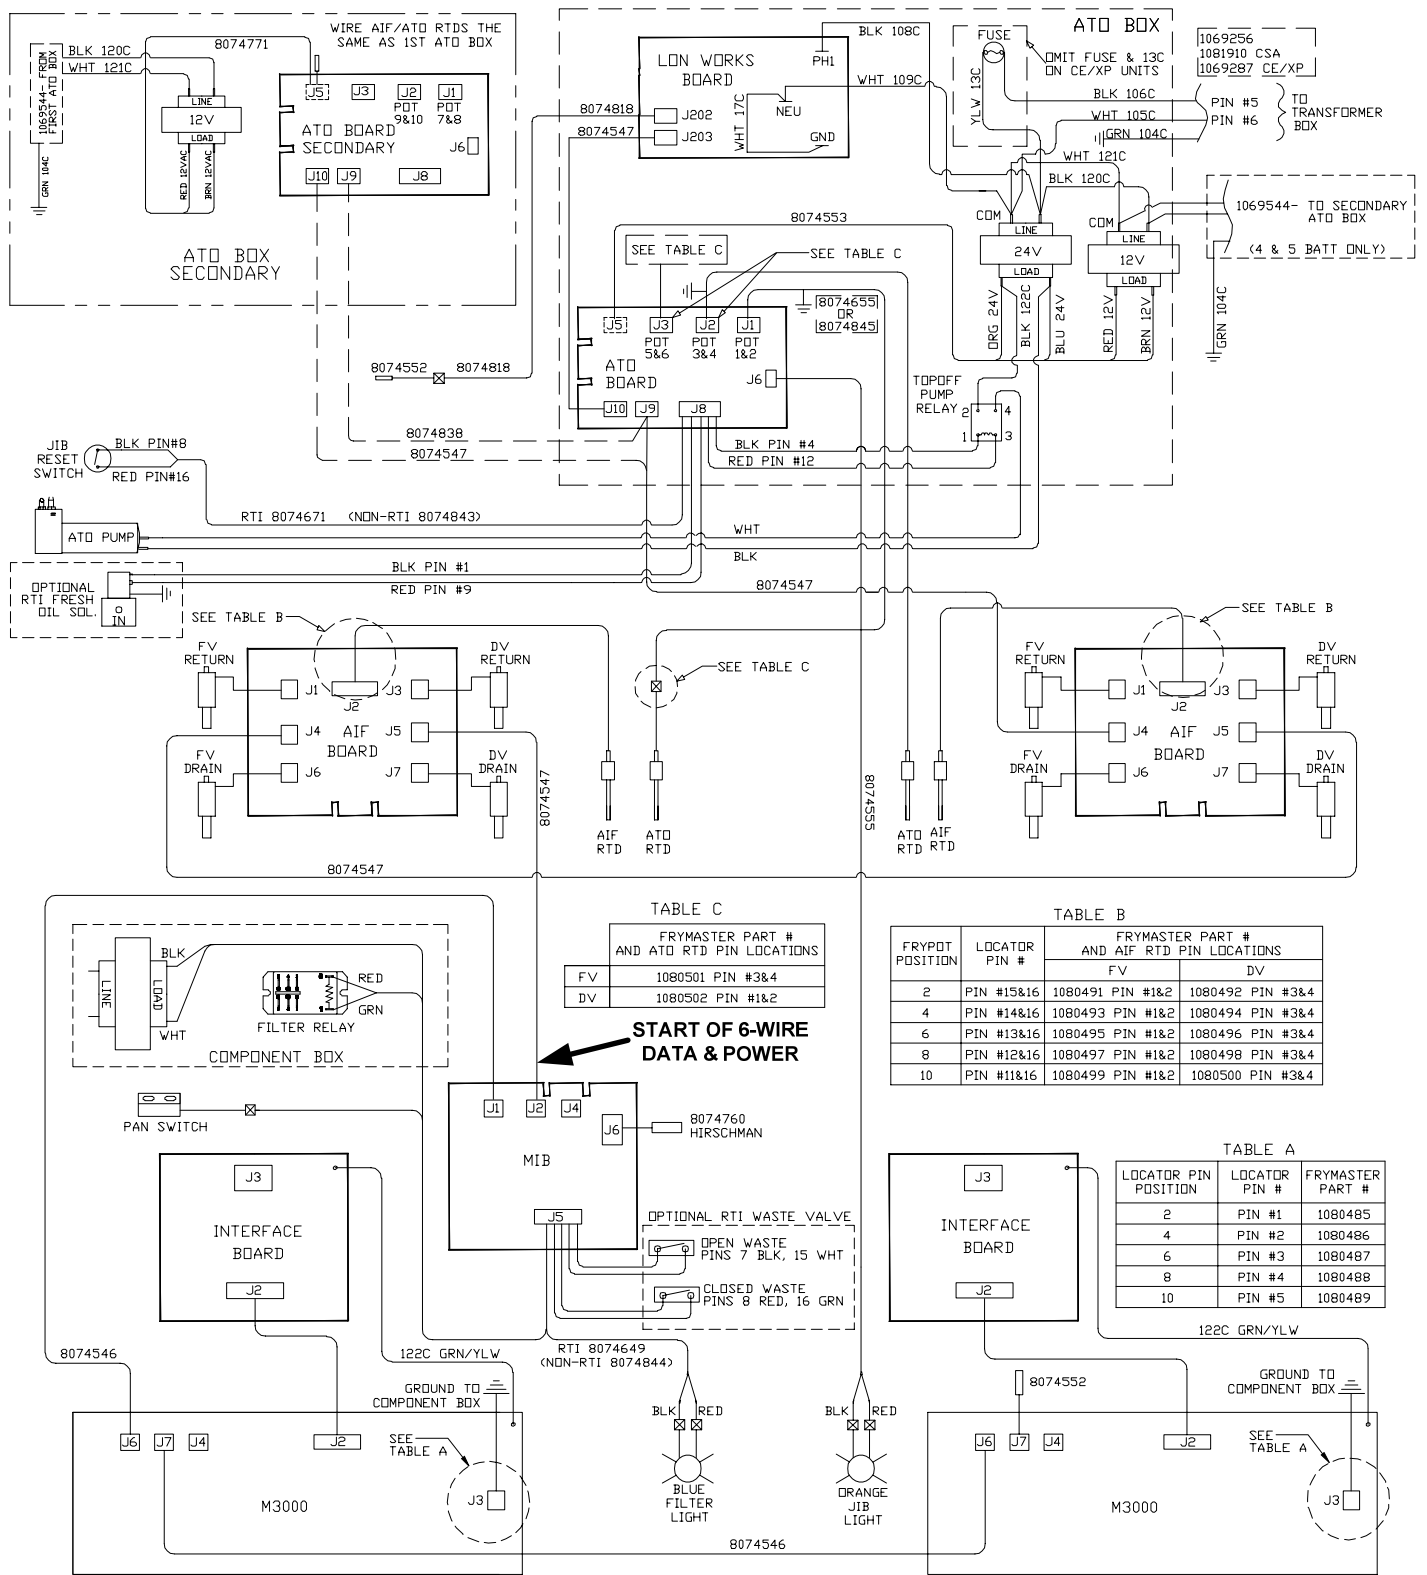 WIRE AIF/ATO RTDS THE
SAME AS 1ST ATO BOX
8074771
BLK 120C
WHT 121C
1069544- FROM
FIRST ATO BOX
GRN 104C
LINE
12V
LOAD
RED 12VAC
BRN 12VAC
J5
J3
J2
J1
POT
9&10
POT
7&8
ATO BOARD
SECONDARY
J6
J10
J9
J8
ATO BOX
SECONDARY
ATO BOX
LON WORKS
BOARD
PH1
J202
J203
WHT 17C
NEU
GND
8074818
8074547
BLK 108C
WHT 109C
FUSE
YLW 13C
OMIT FUSE & 13C
ON CE/XP UNITS
1069256
1081910 CSA
1069287 CE/XP
BLK 106C
WHT 105C
GRN 104C
PIN #5
PIN #6
TO
TRANSFORMER
BOX
WHT 121C
BLK 120C
1069544- TO SECONDARY
ATO BOX
(4 & 5 BATT ONLY)
GRN 104C
8074553
COM
LINE
24V
LOAD
COM
LINE
12V
LOAD
ORG 24V
BLK 122C
BLU 24V
RED 12V
BRN 12V
SEE TABLE C
SEE TABLE C
8074655
OR
8074845
J5
J3
J2
J1
POT
5&6
POT
3&4
POT
1&2
ATO
BOARD
J6
J10
J9
J8
8074552
8074818
TOPOFF
PUMP
RELAY
2
4
1
3
8074838
8074547
BLK PIN #4
RED PIN #12
JIB
RESET
SWITCH
BLK PIN#8
RED PIN#16
RTI 8074671 (NON-RTI 8074843)
ATO PUMP
WHT
BLK
OPTIONAL
RTI FRESH
OIL SOL.
O
IN
BLK PIN #1
RED PIN #9
8074547
SEE TABLE B
SEE TABLE B
SEE TABLE C
FV
RETURN
DV
RETURN
J1
J3
J2
J4
J5
AIF
BOARD
J6
J7
FV
DRAIN
DV
DRAIN
8074547
AIF
RTD
ATO
RTD
8074555
ATO
RTD
AIF
RTD
FV
RETURN
DV
RETURN
J1
J3
J2
J4
J5
AIF
BOARD
J6
J7
FV
DRAIN
DV
DRAIN
8074547
TABLE C
FRYMASTER PART #
AND ATO RTD PIN LOCATIONS
FV 1080501 PIN #3&4
DV 1080502 PIN #1&2
TABLE B
FRYPOT
POSITION
LOCATOR
PIN #
FRYMASTER PART #
AND AIF RTD PIN LOCATIONS
FV DV
2 PIN #15&16 1080491 PIN #1&2 1080492 PIN #3&4
4 PIN #14&16 1080493 PIN #1&2 1080494 PIN #3&4
6 PIN #13&16 1080495 PIN #1&2 1080496 PIN #3&4
8 PIN #12&16 1080497 PIN #1&2 1080498 PIN #3&4
10 PIN #11&16 1080499 PIN #1&2 1080500 PIN #3&4
BLK
LINE
LOAD
WHT
RED
GRN
FILTER RELAY
COMPONENT BOX
START OF 6-WIRE
DATA & POWER
PAN SWITCH
J1
J2
J4
J6
8074760
HIRSCHMAN
MIB
J5
OPTIONAL RTI WASTE VALVE
OPEN WASTE
PINS 7 BLK, 15 WHT
CLOSED WASTE
PINS 8 RED, 16 GRN
J3
INTERFACE
BOARD
J2
J3
INTERFACE
BOARD
J2
TABLE A
LOCATOR PIN
POSITION
LOCATOR
PIN #
FRYMASTER
PART #
2 PIN #1 1080485
4 PIN #2 1080486
6 PIN #3 1080487
8 PIN #4 1080488
10 PIN #5 1080489
RTI 8074649
(NON-RTI 8074844)
8074546
122C GRN/YLW
GROUND TO
COMPONENT BOX
122C GRN/YLW
8074552
GROUND TO
COMPONENT BOX
BLK
RED
BLK
RED
J6
J7
J4
J2
SEE
TABLE A
J3
M3000
BLUE
FILTER
LIGHT
ORANGE
JIB
LIGHT
J6
J7
J4
J2
SEE
TABLE A
J3
M3000
8074546